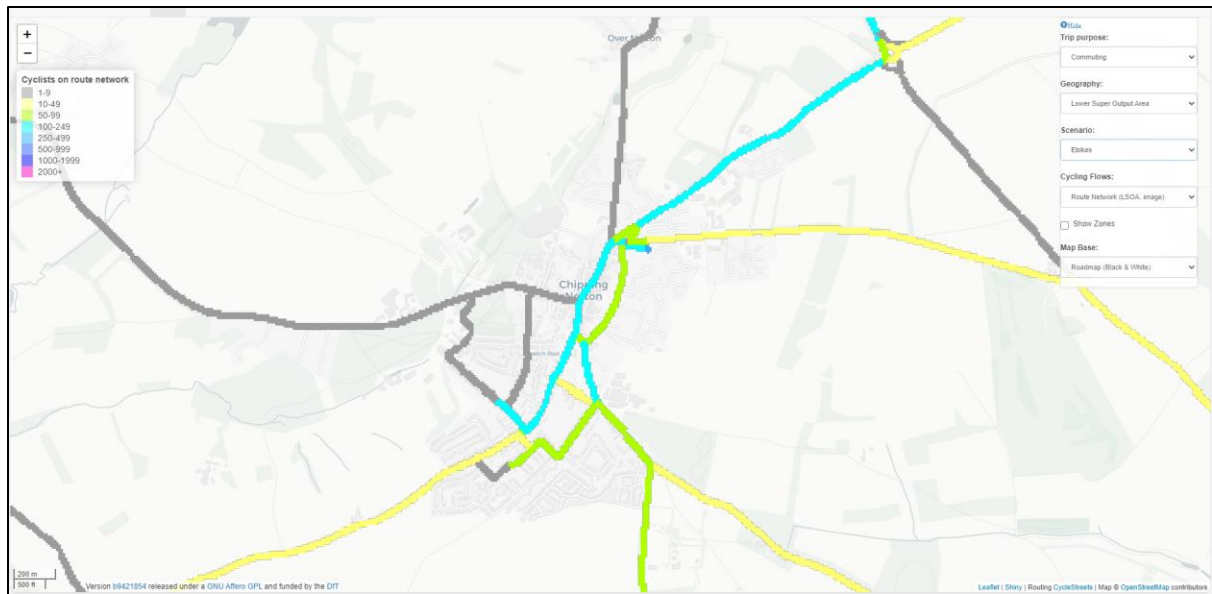 +
−
Cyclists on route network
1-9
10-49
50-99
100-249
250-499
500-999
1000-1999
2000+
Over Norton
Chipping
Norton
Hide
Trip purpose:
Commuting
Geography:
Lower Super Output Area
Scenario:
Ebikes
Cycling Flows:
Route Network (LSOA, image)
Show Zones
Map Base:
Roadmap (Black & White)
200 m
500 ft
Version b9421854 released under a GNU Affero GPL and funded by the DfT
Leaflet | Shiny | Routing CycleStreets | Map © OpenStreetMap contributors